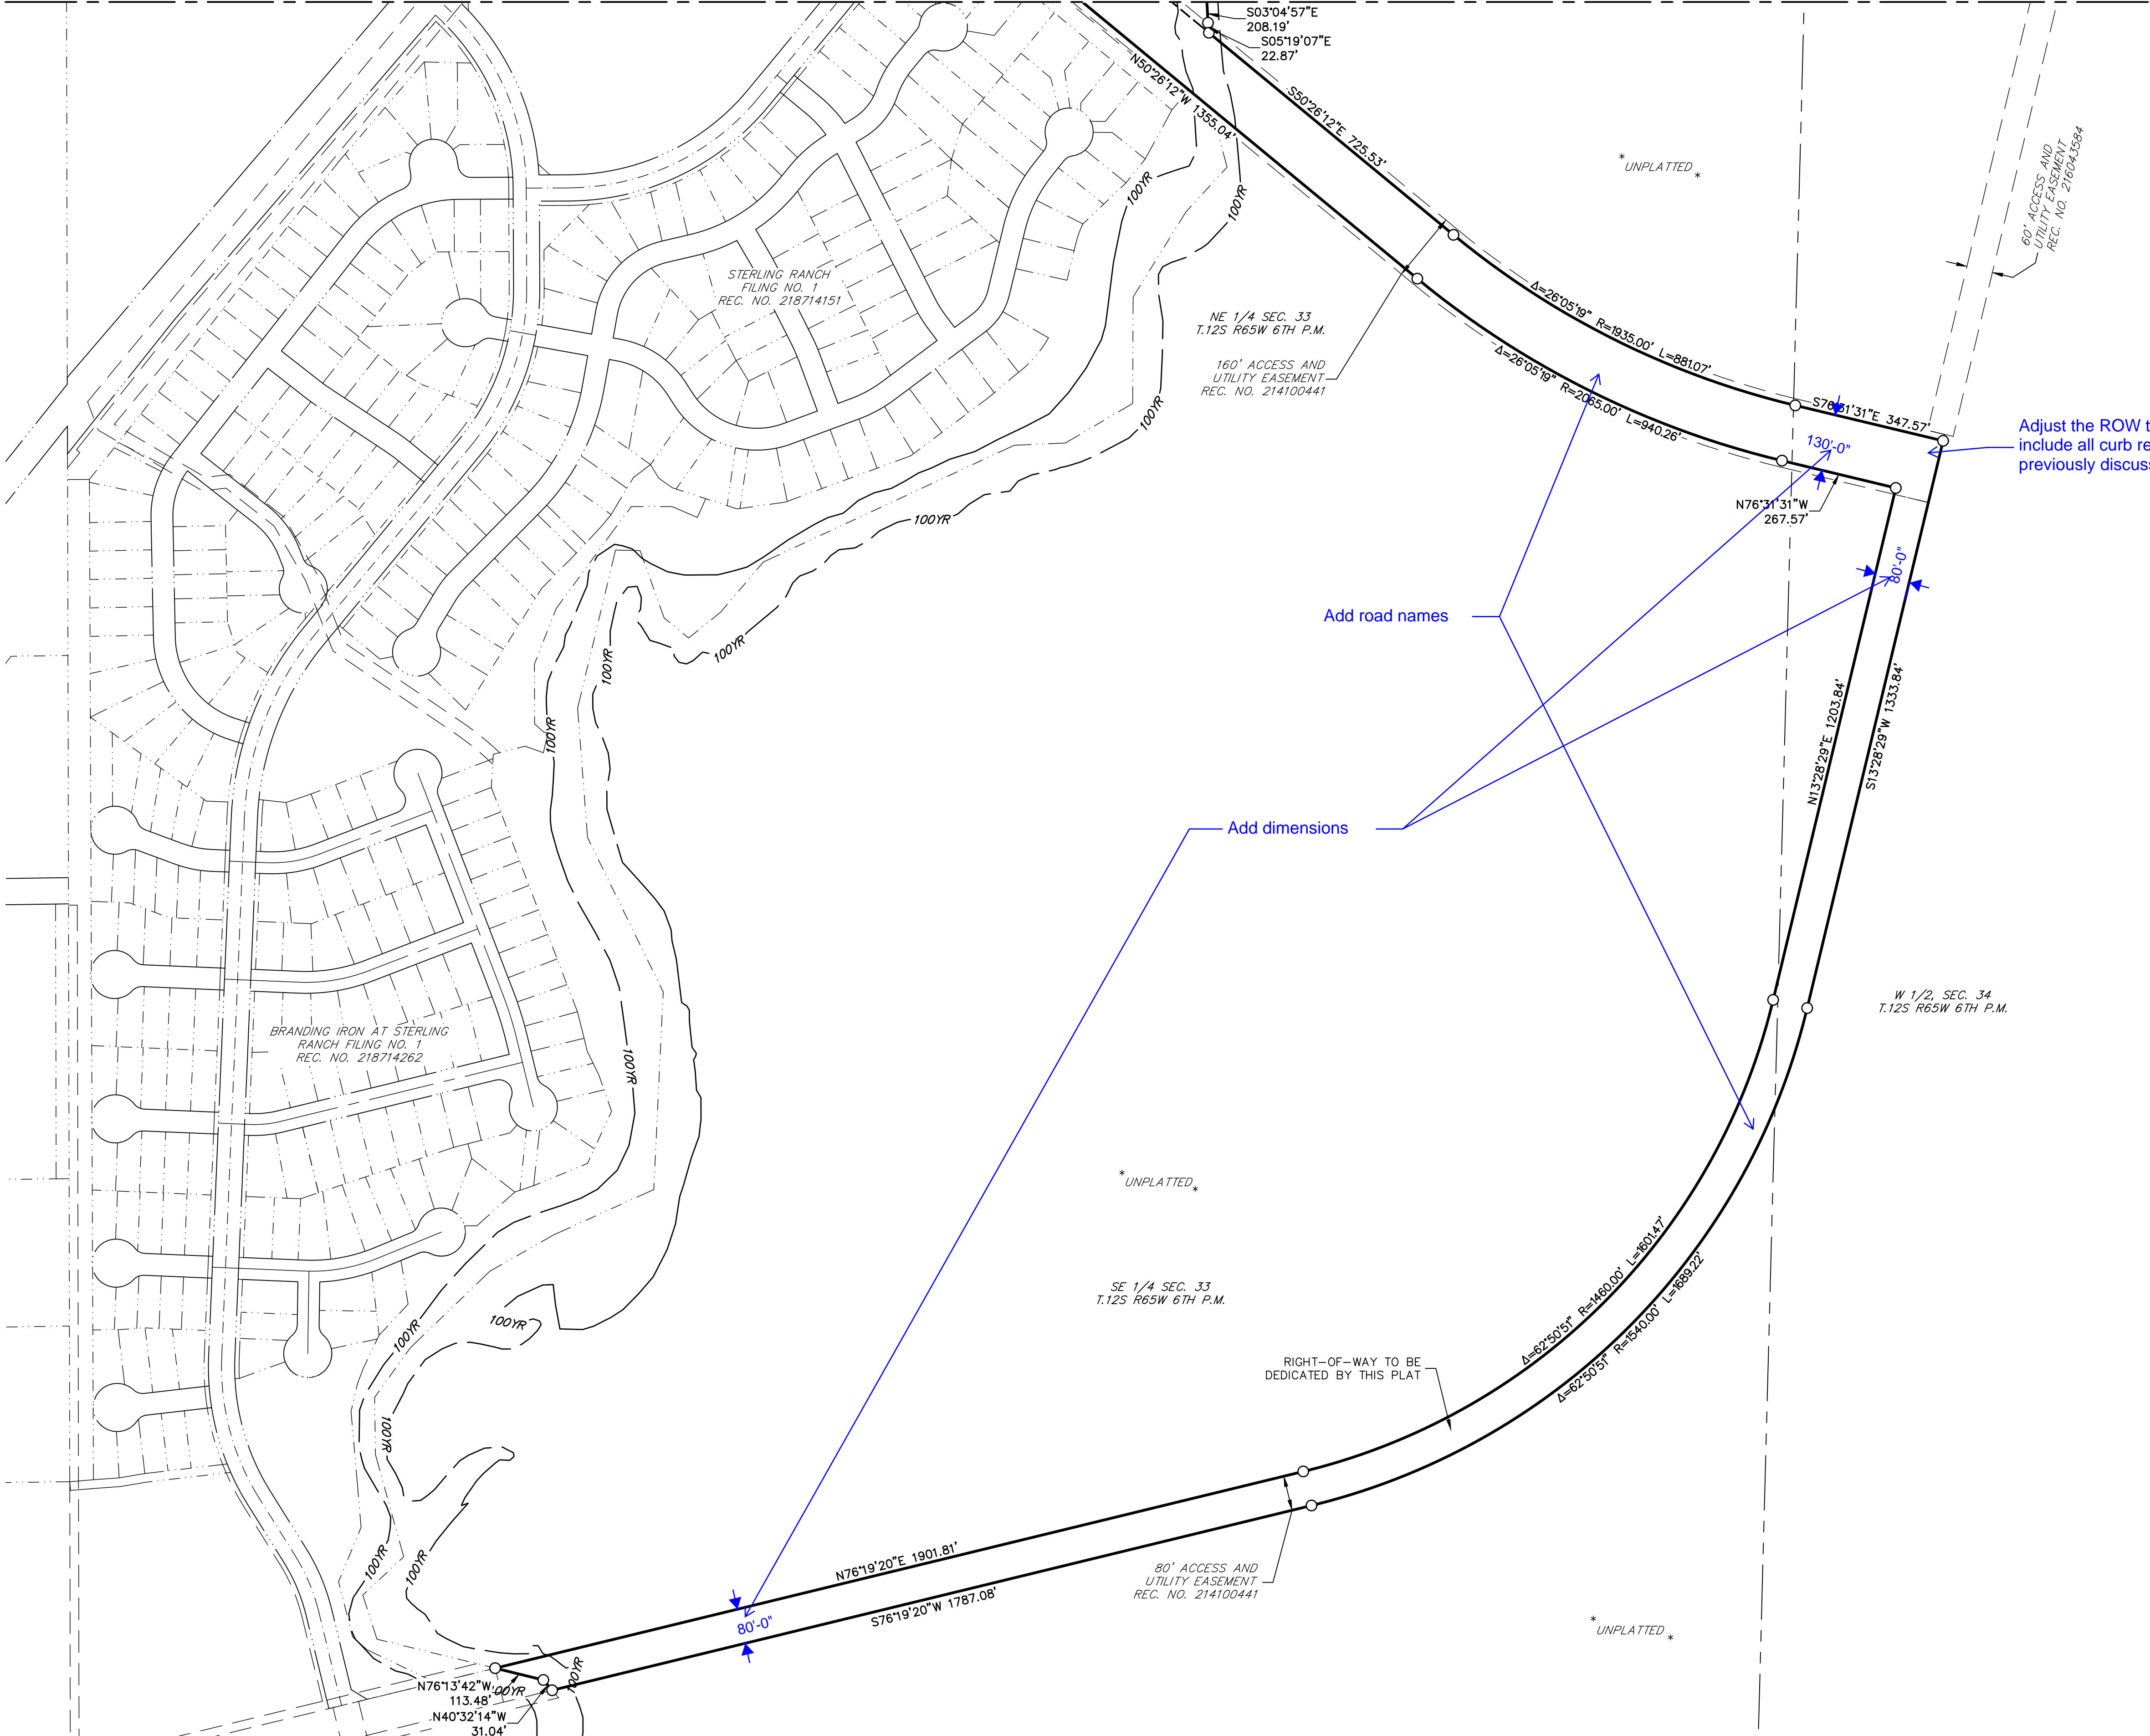 S03°04'57"E
208.19'
S05°19'07"E
22.87'
N50°26'12"W 1355.04'
S50°26'12"E 725.53'
*UNPLATTED*
60' ACCESS AND
UTILITY EASEMENT
REC. NO. 216043584
100YR
100YR
STERLING RANCH
FILING NO. 1
REC. NO. 218714151
NE 1/4 SEC. 33
T.12S R65W 6TH P.M.
Δ=26°05'19" R=1935.00' L=881.07'
Δ=26°05'19" R=2065.00' L=940.26'
160' ACCESS AND
UTILITY EASEMENT
REC. NO. 214100441
100YR
S76°31'31"E 347.57'
130'-0"
Adjust the ROW
include all curb
previously
N76°31'31"W
267.57'
100YR
80'-0"
Add road names
100YR
100YR
100YR
N13°28'29"E 1203.84'
S13°28'29"W 1333.84'
Add dimensions
W 1/2, SEC. 34
T.12S R65W 6TH P.M.
BRANDING IRON AT STERLING
RANCH FILING NO. 1
REC. NO. 218714262
100YR
*UNPLATTED*
SE 1/4 SEC. 33
T.12S R65W 6TH P.M.
100YR
100YR
Δ=62°50'51" R=1460.00' L=1601.47'
Δ=62°50'51" R=1540.00' L=1689.22'
RIGHT-OF-WAY TO BE
DEDICATED BY THIS PLAT
100YR
100YR
100YR
N76°19'20"E 1901.81'
S76°19'20"W 1787.08'
80' ACCESS AND
UTILITY EASEMENT
REC. NO. 214100441
80'-0"
*UNPLATTED*
100YR
N76°13'42"W
113.48'
00YR
N40°32'14"W
31.04'